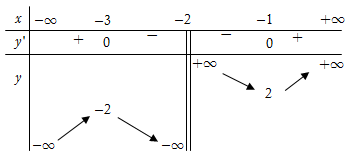 x −∞ −3 −2 −1 +∞
y' + 0 − − 0 +
+∞ +∞
y
2
−2
−∞ −∞